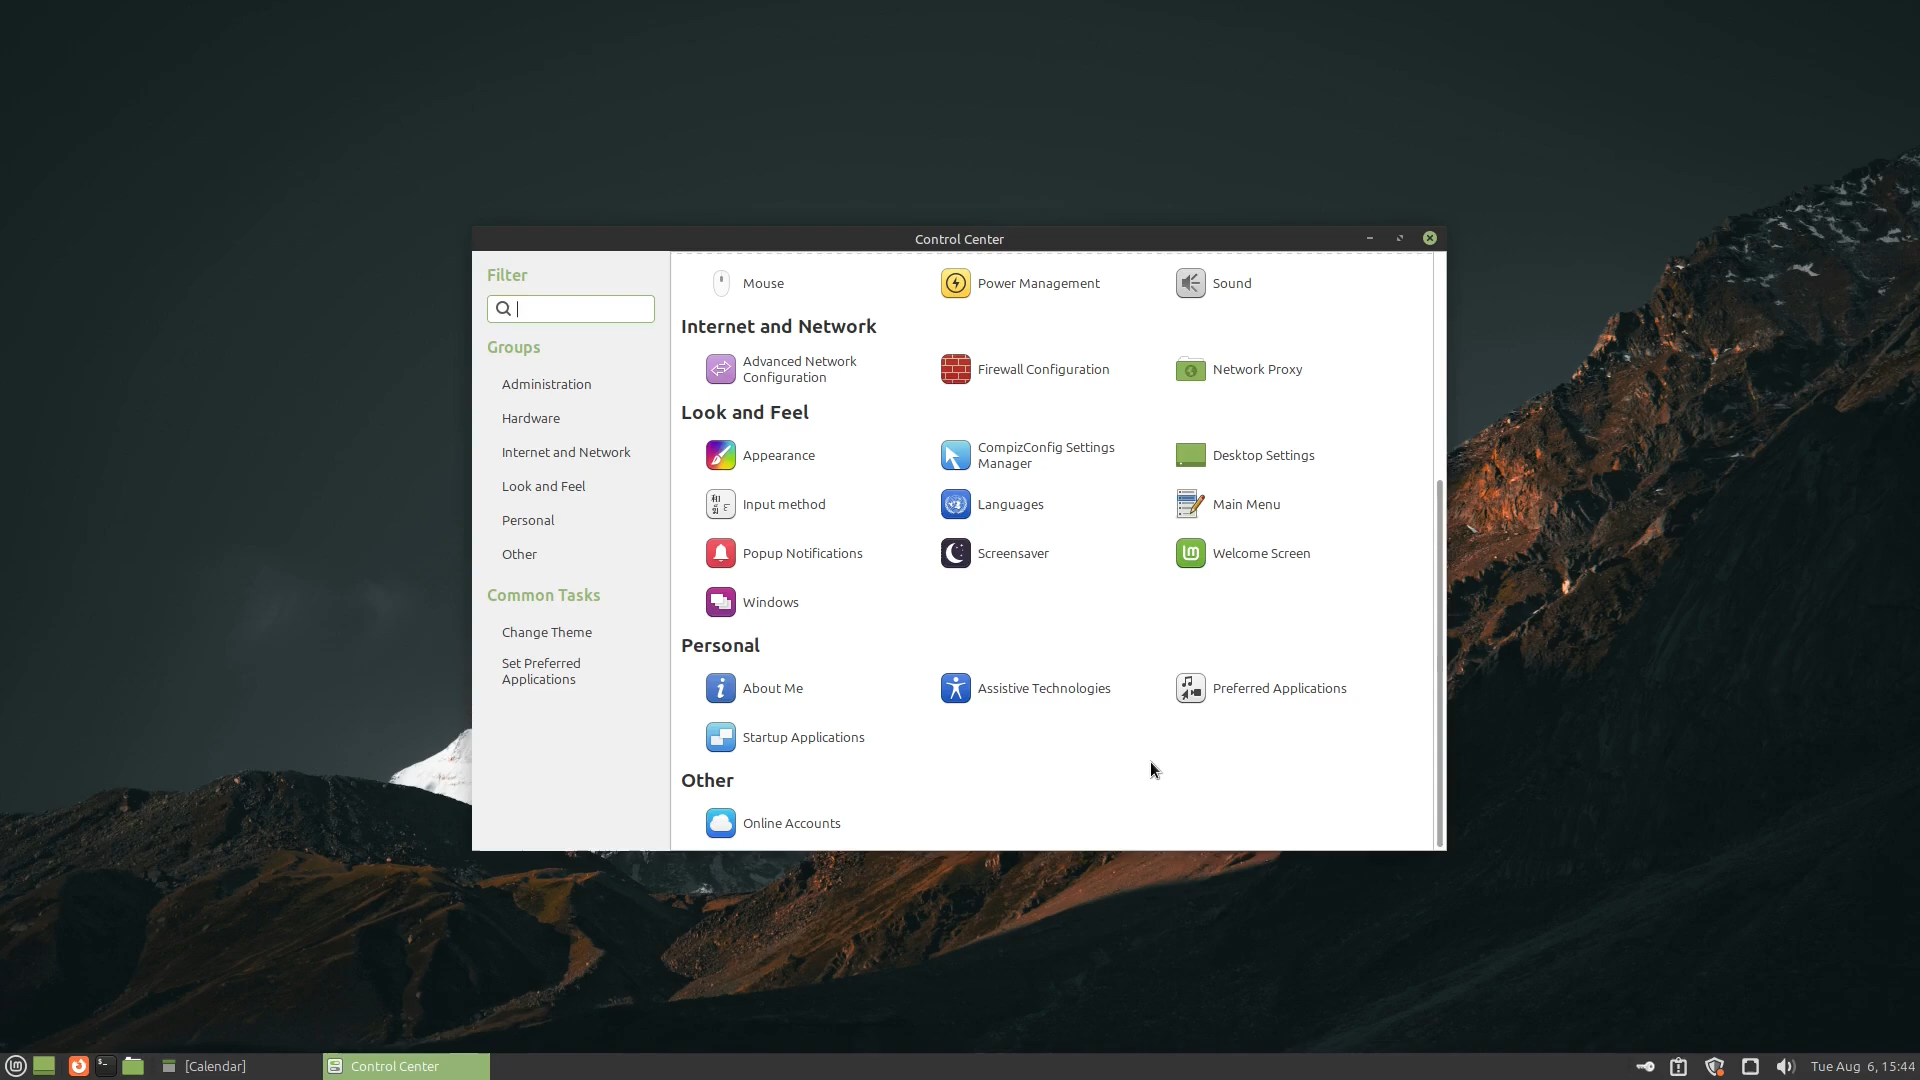 Control Center
Filter
Groups
Administration
Hardware
Internet and Network
Look and Feel
Personal
Other
Common Tasks
Change Theme
Set Preferred
Applications
Mouse
Power Management
Sound
Internet and Network
Advanced Network
Configuration
Firewall Configuration
Network Proxy
Look and Feel
Appearance
CompizConfig Settings
Manager
Desktop Settings
Input method
Languages
Main Menu
Popup Notifications
Screensaver
Welcome Screen
Windows
Personal
About Me
Assistive Technologies
Preferred Applications
Startup Applications
Other
Online Accounts
[Calendar]
Control Center
Tue Aug 6, 15:44